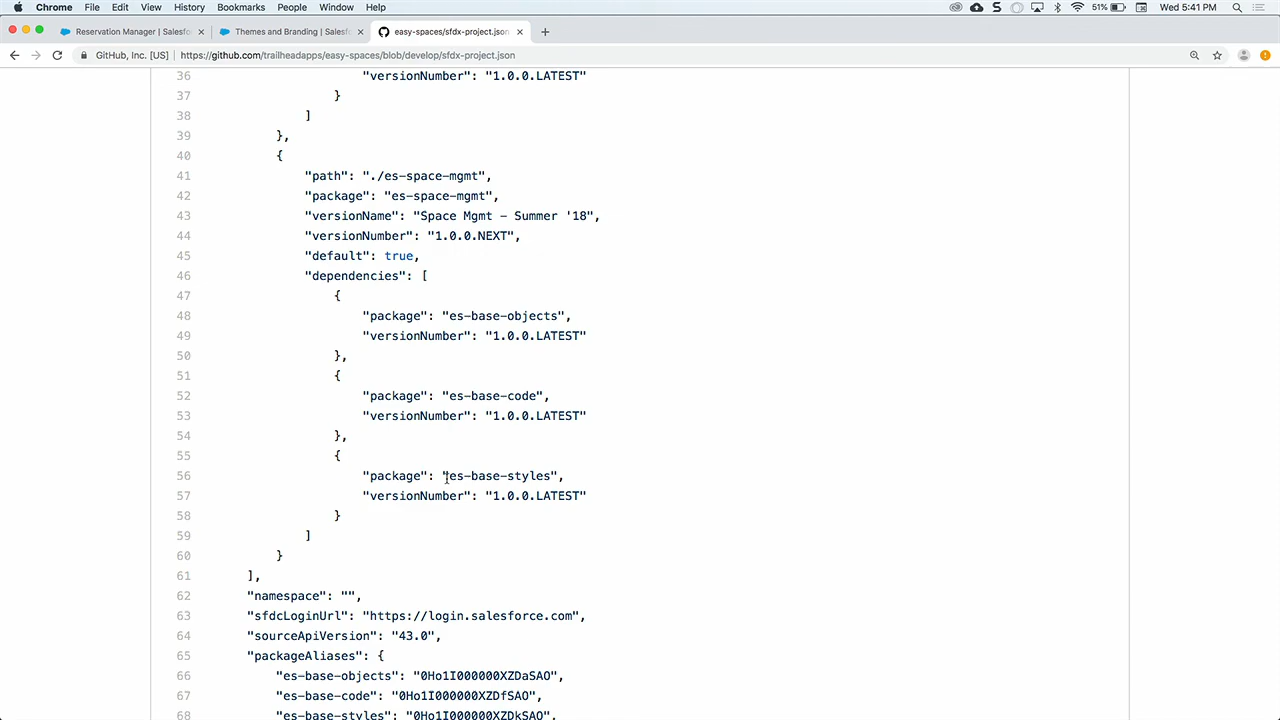 Chrome File Edit View History Bookmarks People Window Help 51% Wed 5:41 PM
Reservation Manager | Salesfo Themes and Branding | Salesf easy-spaces/sfdx-project.json
GitHub, Inc. [US] https://github.com/trailheadapps/easy-spaces/blob/develop/sfdx-project.json
36 "versionNumber": "1.0.0.LATEST"
37 }
38 ]
39 },
40 {
41 "path": "./es-space-mgmt",
42 "package": "es-space-mgmt",
43 "versionName": "Space Mgmt – Summer '18",
44 "versionNumber": "1.0.0.NEXT",
45 "default": true,
46 "dependencies": [
47 {
48 "package": "es-base-objects",
49 "versionNumber": "1.0.0.LATEST"
50 },
51 {
52 "package": "es-base-code",
53 "versionNumber": "1.0.0.LATEST"
54 },
55 {
56 "package": "es-base-styles",
57 "versionNumber": "1.0.0.LATEST"
58 }
59 ]
60 }
61 ],
62 "namespace": "",
63 "sfdcLoginUrl": "https://login.salesforce.com",
64 "sourceApiVersion": "43.0",
65 "packageAliases": {
66 "es-base-objects": "0Ho1I000000XZDaSAO",
67 "es-base-code": "0Ho1I000000XZDfSAO",
68 "es-base-styles": "0Ho1I000000XZDkSAO",